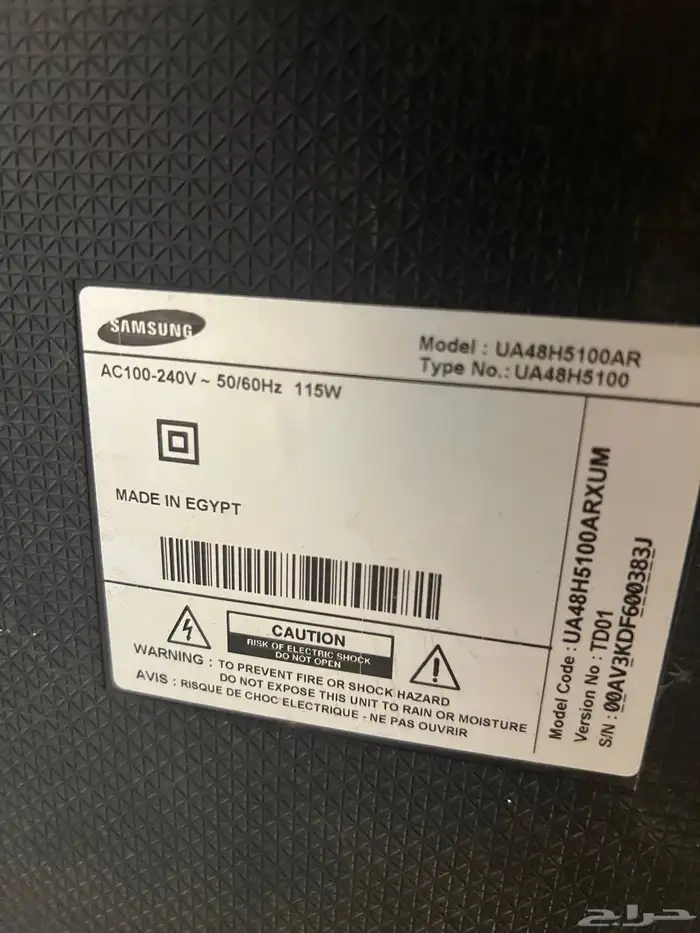 SAMSUNG
Model : UA48H5100AR
Type No.: UA48H5100
AC100-240V ~ 50/60Hz 115W
MADE IN EGYPT
CAUTION
RISK OF ELECTRIC SHOCK
DO NOT OPEN
WARNING : TO PREVENT FIRE OR SHOCK HAZARD
DO NOT EXPOSE THIS UNIT TO RAIN OR MOISTURE
AVIS : RISQUE DE CHOC ELECTRIQUE - NE PAS OUVRIR
Model Code : UA48H5100ARXUM
Version No : TD01
S/N : 00AV3KDF600383J
حراج